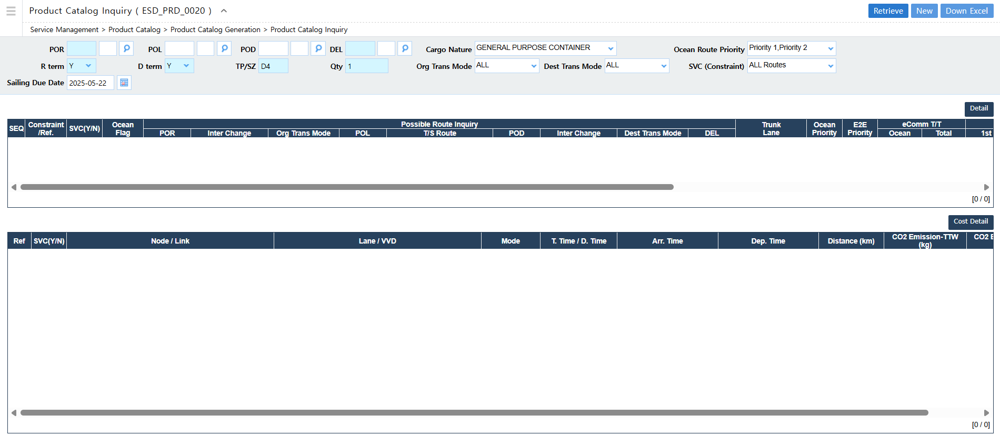 Product Catalog Inquiry ( ESD_PRD_0020 )
Retrieve New Down Excel
Service Management > Product Catalog > Product Catalog Generation > Product Catalog Inquiry
POR POL POD DEL Cargo Nature GENERAL PURPOSE CONTAINER Ocean Route Priority Priority 1,Priority 2
R term Y D term Y TP/SZ D4 Qty 1 Org Trans Mode ALL Dest Trans Mode ALL SVC (Constraint) ALL Routes
Sailing Due Date 2025-05-22
Detail
SEQ Constraint /Ref. SVC(Y/N) Ocean Flag Possible Route Inquiry Trunk Lane Ocean Priority E2E Priority eComm T/T
POR Inter Change Org Trans Mode POL T/S Route POD Inter Change Dest Trans Mode DEL Ocean Total 1st
[0 / 0]
Cost Detail
Ref SVC(Y/N) Node / Link Lane / VVD Mode T. Time / D. Time Arr. Time Dep. Time Distance (km) CO2 Emission-TTW (kg) CO2 E
[0 / 0]